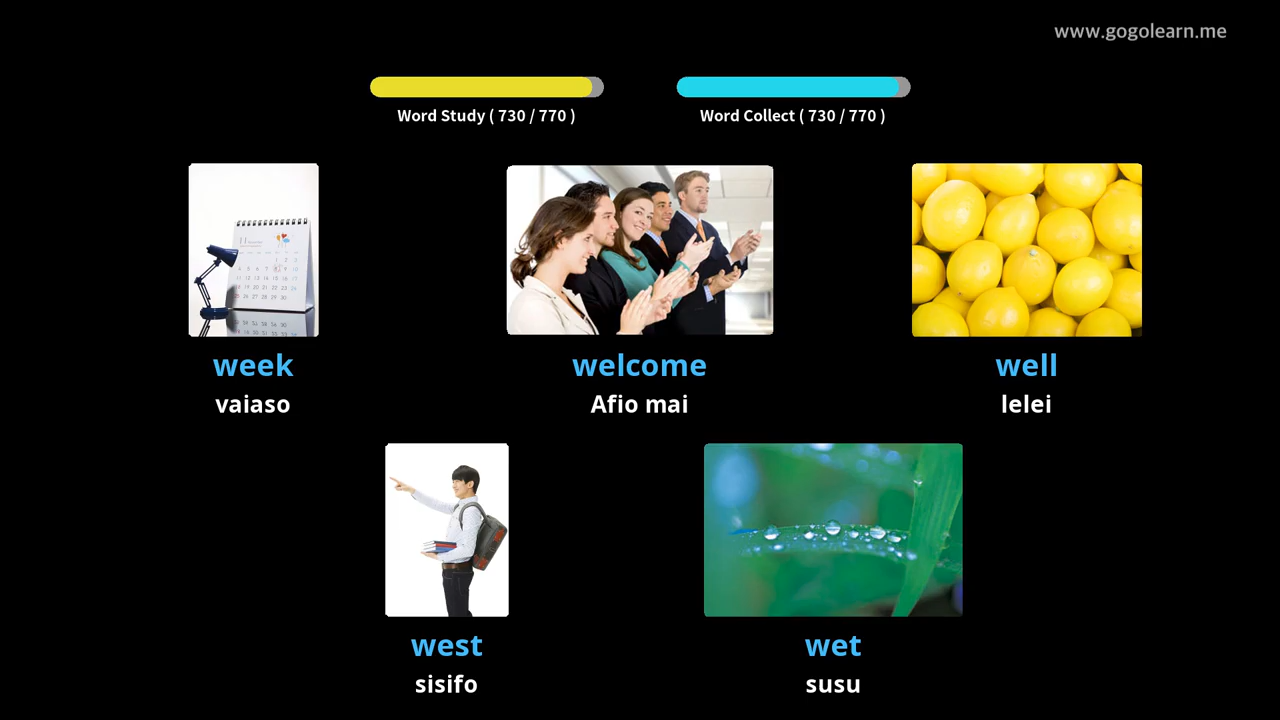 www.gogolearn.me
Word Study ( 730 / 770 )
Word Collect ( 730 / 770 )
week
vaiaso
welcome
Afio mai
well
lelei
west
sisifo
wet
susu